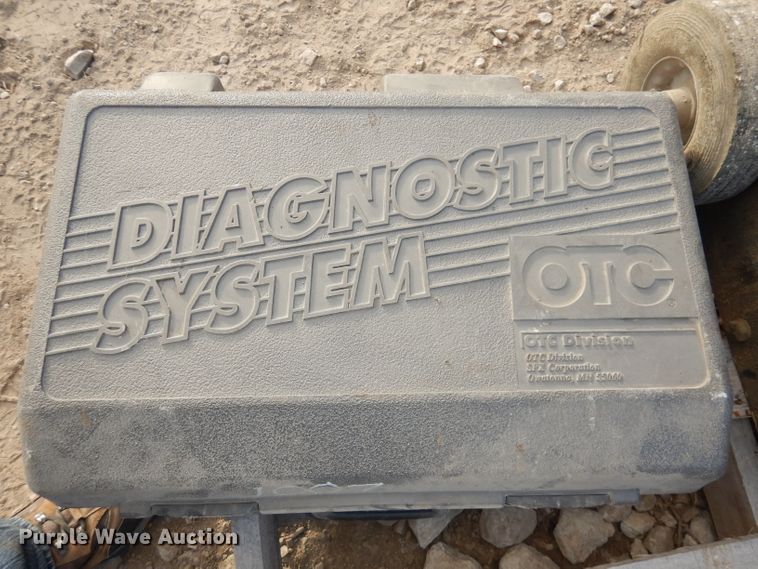 DIAGNOSTIC
SYSTEM
OTC
OTC Division
OTC Division
SPX Corporation
Owatonna, MN 55060
Purple Wave Auction